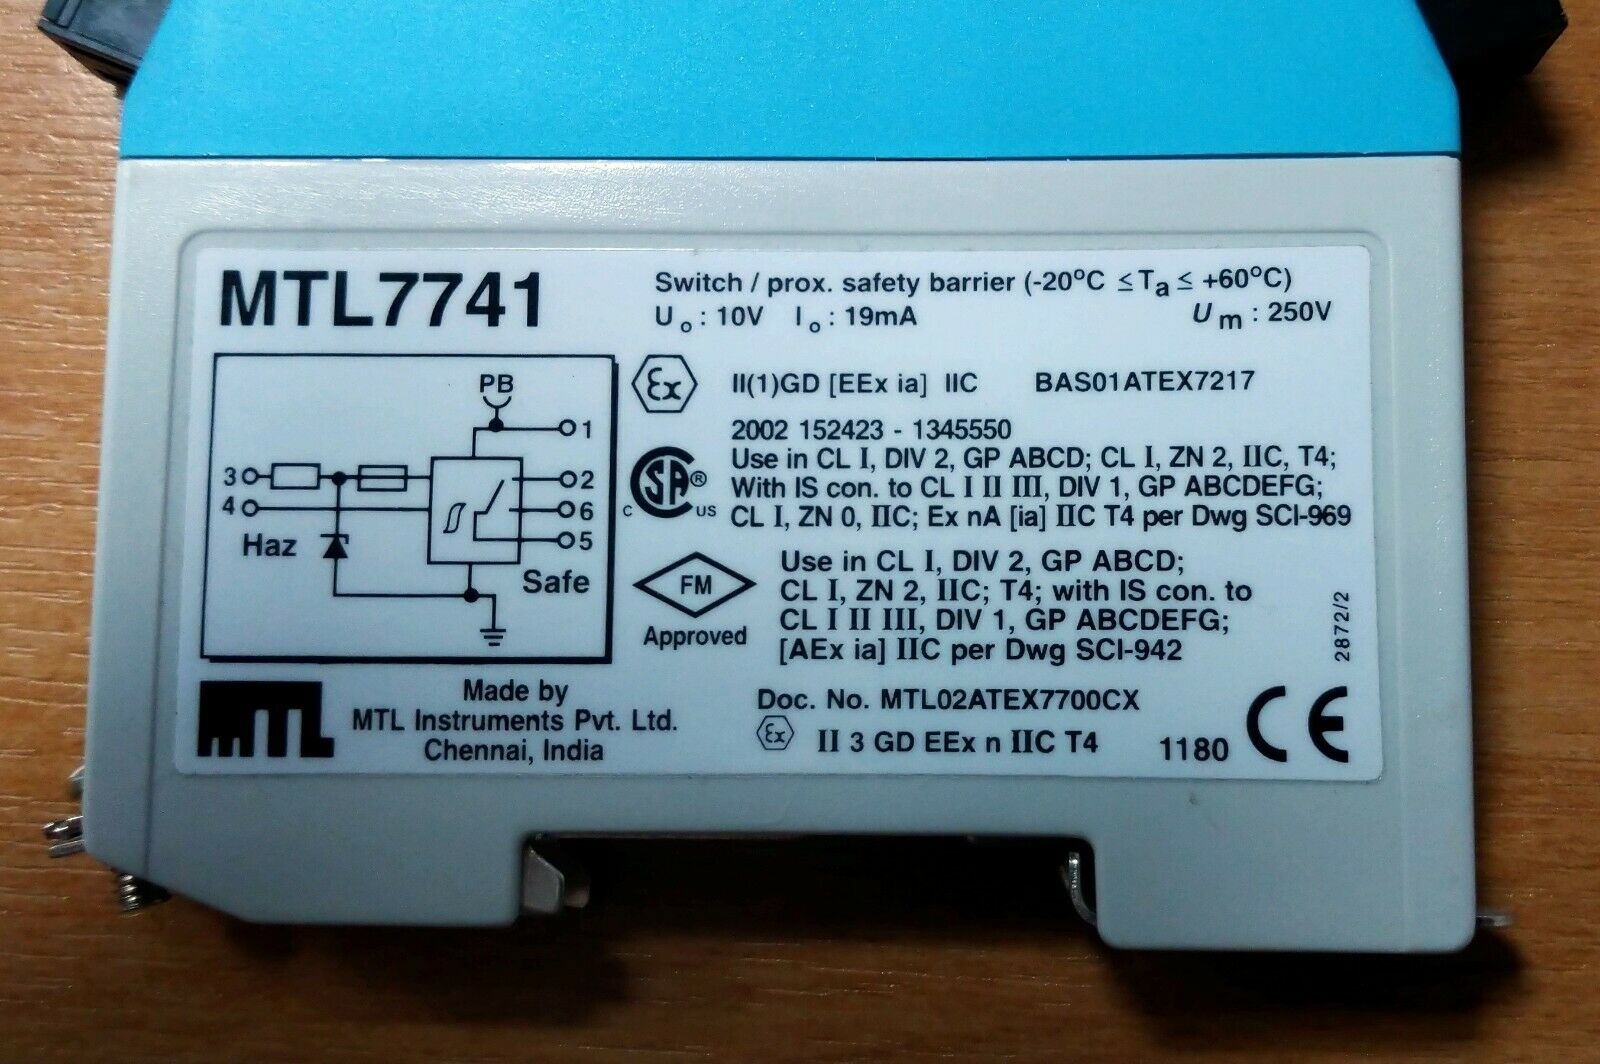 MTL7741
Switch / prox. safety barrier (-20°C ≤Ta≤ +60°C)
Uo : 10V Io : 19mA Um : 250V
Ex II(1)GD [EEx ia] IIC BAS01ATEX7217
2002 152423 - 1345550
Use in CL I, DIV 2, GP ABCD; CL I, ZN 2, IIC, T4;
With IS con. to CL I II III, DIV 1, GP ABCDEFG;
CL I, ZN 0, IIC; Ex nA [ia] IIC T4 per Dwg SCI-969
C SA ® C US
PB
1
3
2
4
6
5
Haz
Safe
FM
Approved
Use in CL I, DIV 2, GP ABCD;
CL I, ZN 2, IIC; T4; with IS con. to
CL I II III, DIV 1, GP ABCDEFG;
[AEx ia] IIC per Dwg SCI-942
2872/2
MTL
Made by
MTL Instruments Pvt. Ltd.
Chennai, India
Doc. No. MTL02ATEX7700CX
Ex II 3 GD EEx n IIC T4
1180 CE